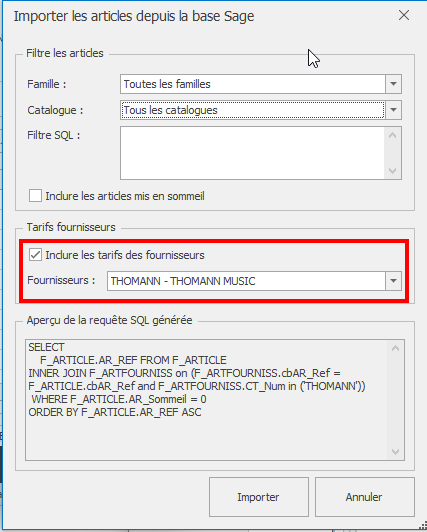 Importer les articles depuis la base Sage
Filtre les articles
Famille : Toutes les familles
Catalogue : Tous les catalogues
Filtre SQL :
Inclure les articles mis en sommeil
Tarifs fournisseurs
Inclure les tarifs des fournisseurs
Fournisseurs : THOMANN - THOMANN MUSIC
Aperçu de la requête SQL générée
SELECT
F_ARTICLE.AR_REF FROM F_ARTICLE
INNER JOIN F_ARTFOURNISS on (F_ARTFOURNISS.cbAR_Ref =
F_ARTICLE.cbAR_Ref and F_ARTFOURNISS.CT_Num in ('THOMANN'))
WHERE F_ARTICLE.AR_Sommeil = 0
ORDER BY F_ARTICLE.AR_REF ASC
Importer Annuler